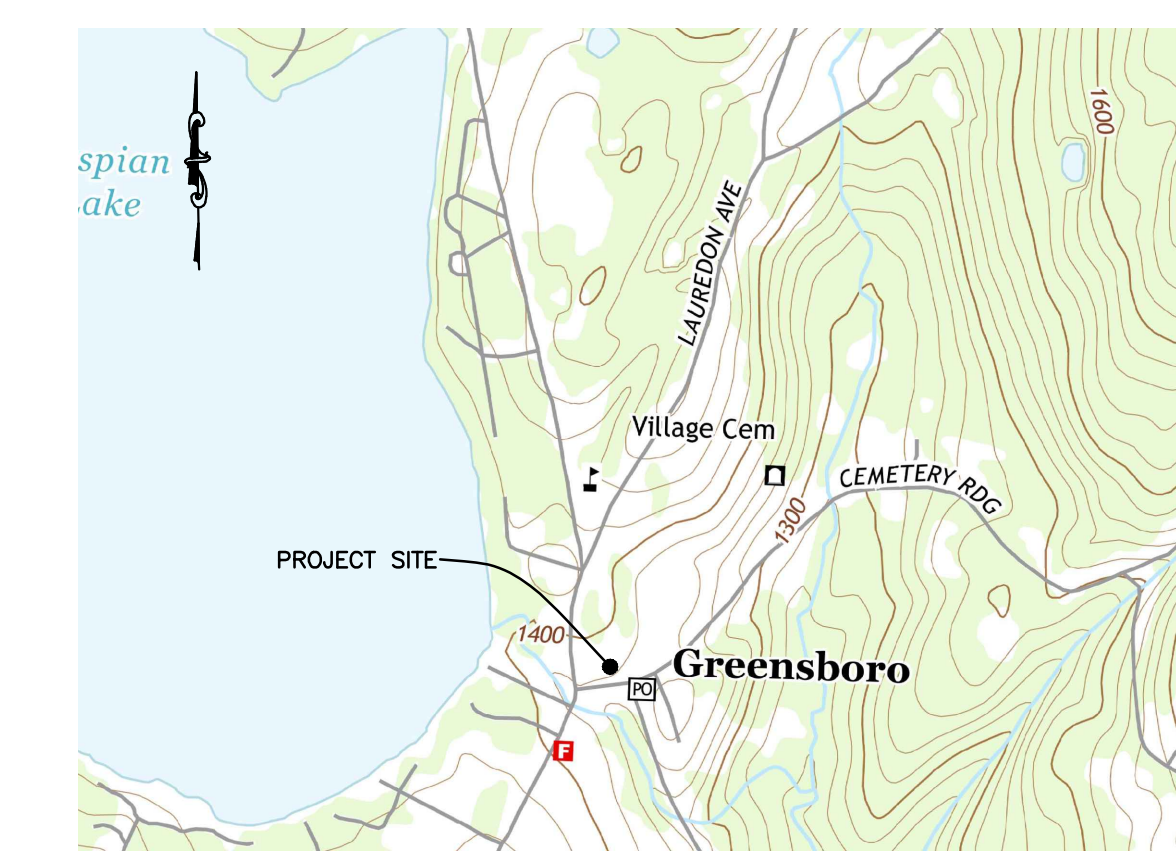 1600
spian
ake
LAUREDON AVE
Village Cem
CEMETERY RDG
1300
PROJECT SITE
1400
Greensboro
PO
F